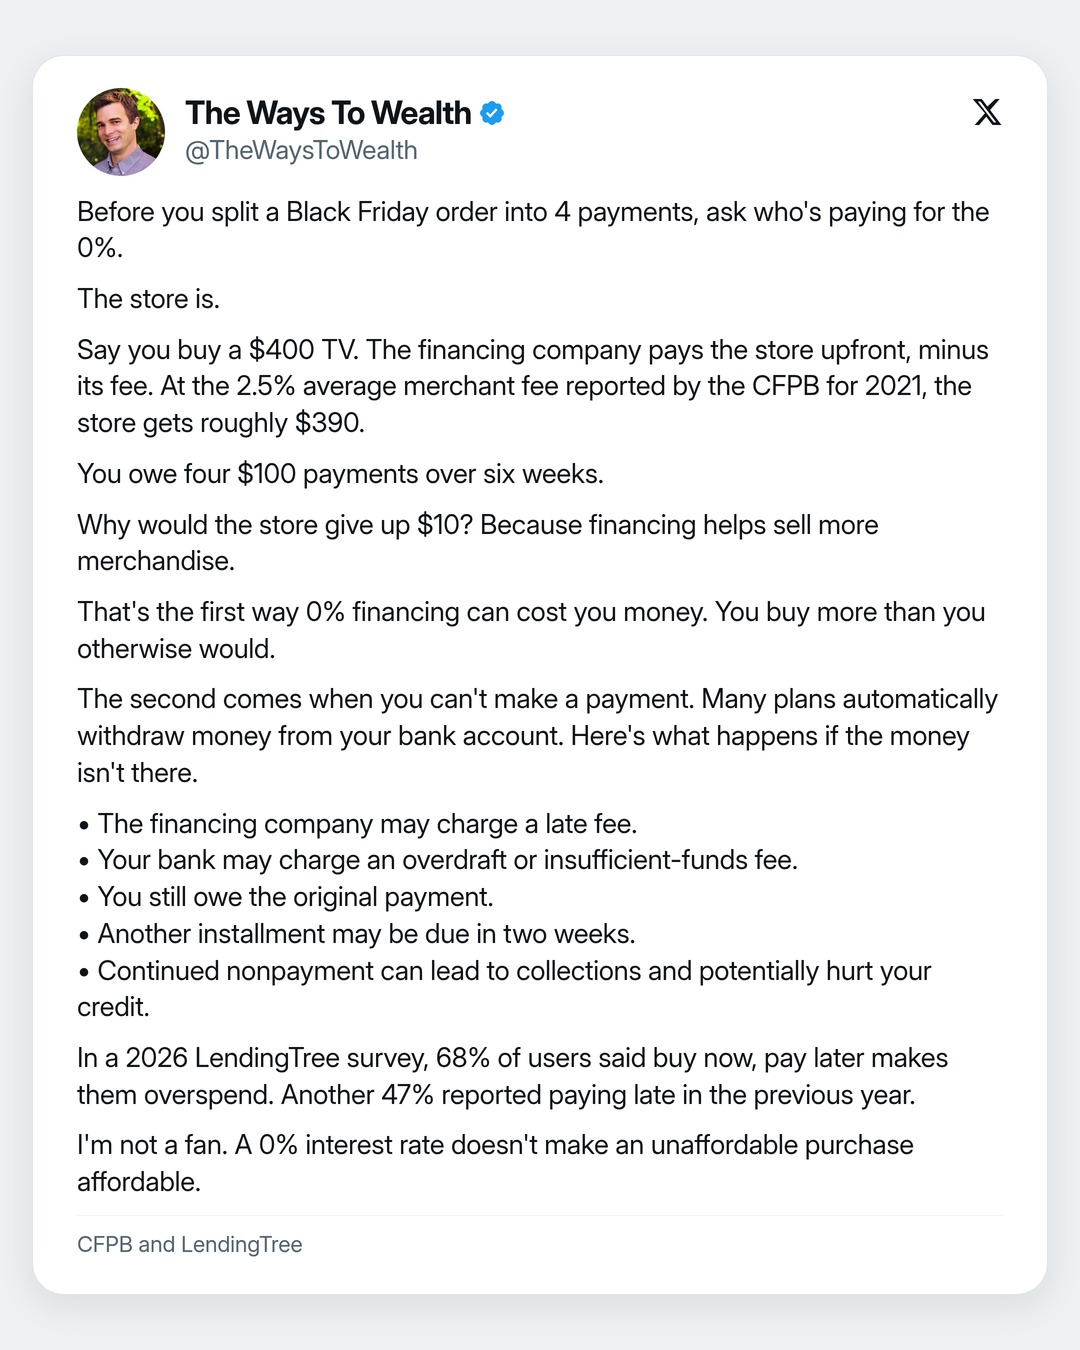 The Ways To Wealth
@TheWaysToWealth
Before you split a Black Friday order into 4 payments, ask who's paying for the
0%.
The store is.
Say you buy a $400 TV. The financing company pays the store upfront, minus
its fee. At the 2.5% average merchant fee reported by the CFPB for 2021, the
store gets roughly $390.
You owe four $100 payments over six weeks.
Why would the store give up $10? Because financing helps sell more
merchandise.
That's the first way 0% financing can cost you money. You buy more than you
otherwise would.
The second comes when you can't make a payment. Many plans automatically
withdraw money from your bank account. Here's what happens if the money
isn't there.
• The financing company may charge a late fee.
• Your bank may charge an overdraft or insufficient-funds fee.
• You still owe the original payment.
• Another installment may be due in two weeks.
• Continued nonpayment can lead to collections and potentially hurt your
credit.
In a 2026 LendingTree survey, 68% of users said buy now, pay later makes
them overspend. Another 47% reported paying late in the previous year.
I'm not a fan. A 0% interest rate doesn't make an unaffordable purchase
affordable.
CFPB and LendingTree